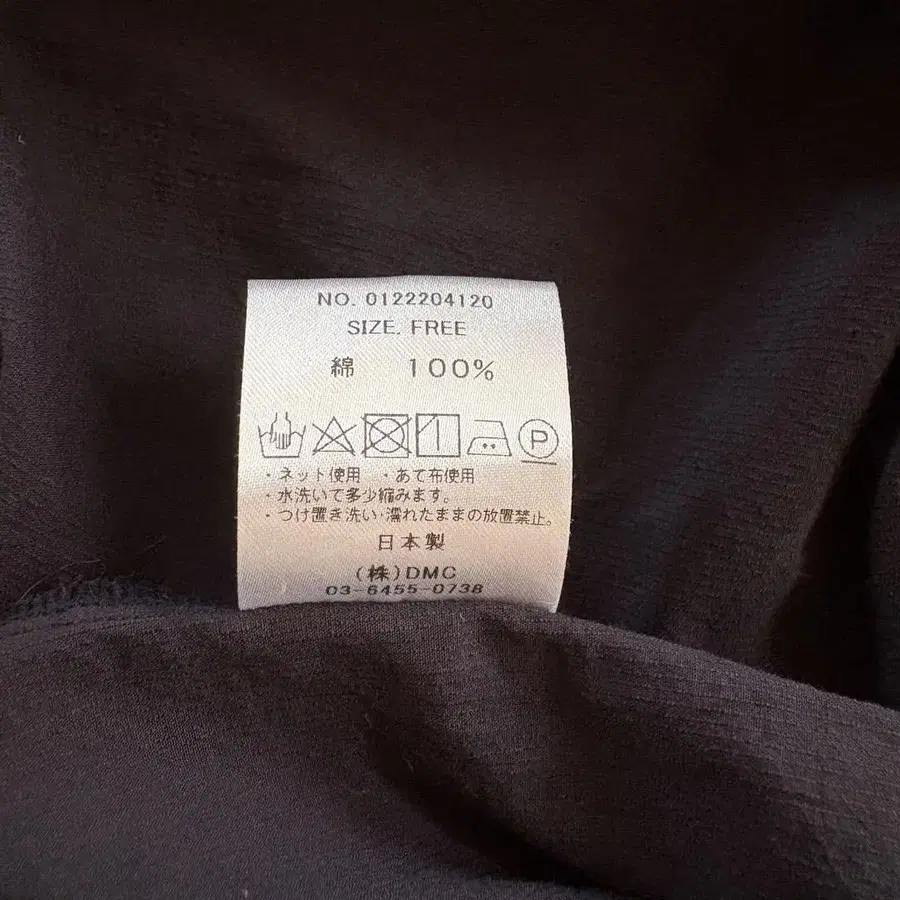 NO. 0122204120
SIZE. FREE
綿 100%
P
・ネット使用 ・あて布使用
・水洗いで多少縮みます。
・つけ置き洗い・濡れたままの放置禁止。
日本製
(株)DMC
03-6455-0738